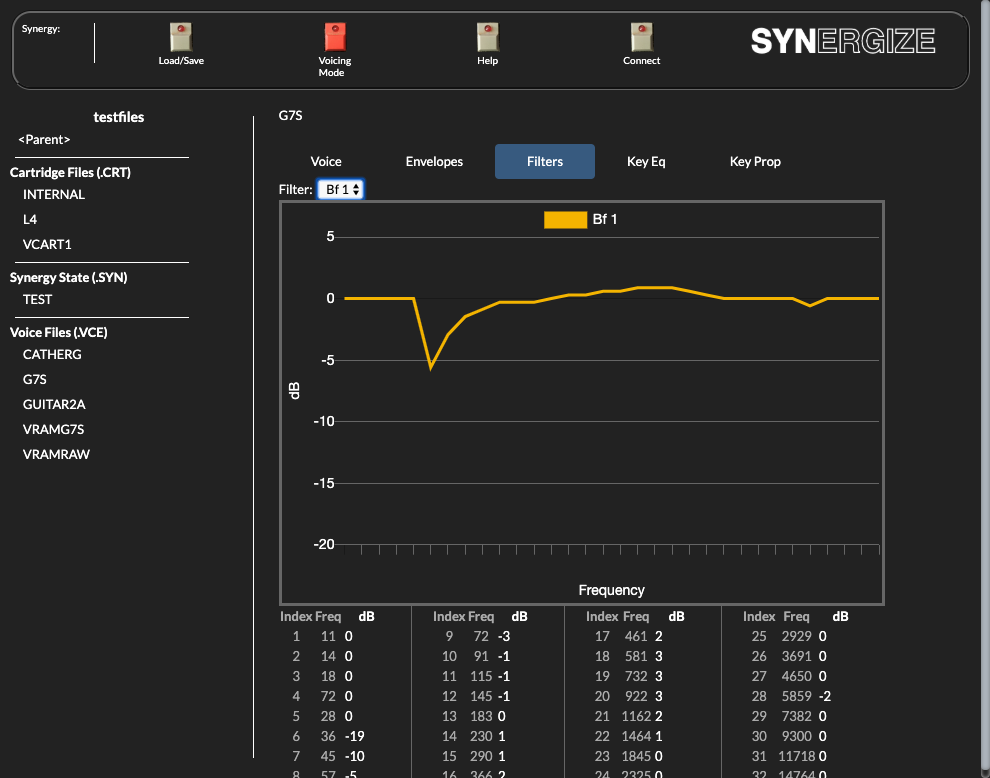 Synergy:
Load/Save
Voicing
Mode
Help
Connect
SYNERGIZE
testfiles
<Parent>
Cartridge Files (.CRT)
INTERNAL
L4
VCART1
Synergy State (.SYN)
TEST
Voice Files (.VCE)
CATHERG
G7S
GUITAR2A
VRAMG7S
VRAMRAW
G7S
Voice Envelopes Filters Key Eq Key Prop
Filter: Bf 1
Bf 1
5
0
-5
-10
-15
-20
dB
Frequency
Index Freq dB Index Freq dB Index Freq dB Index Freq dB
1 11 0 9 72 -3 17 461 2 25 2929 0
2 14 0 10 91 -1 18 581 3 26 3691 0
3 18 0 11 115 -1 19 732 3 27 4650 0
4 72 0 12 145 -1 20 922 3 28 5859 -2
5 28 0 13 183 0 21 1162 2 29 7382 0
6 36 -19 14 230 1 22 1464 1 30 9300 0
7 45 -10 15 290 1 23 1845 0 31 11718 0
8 57 -5 16 366 2 24 2325 0 32 14764 0